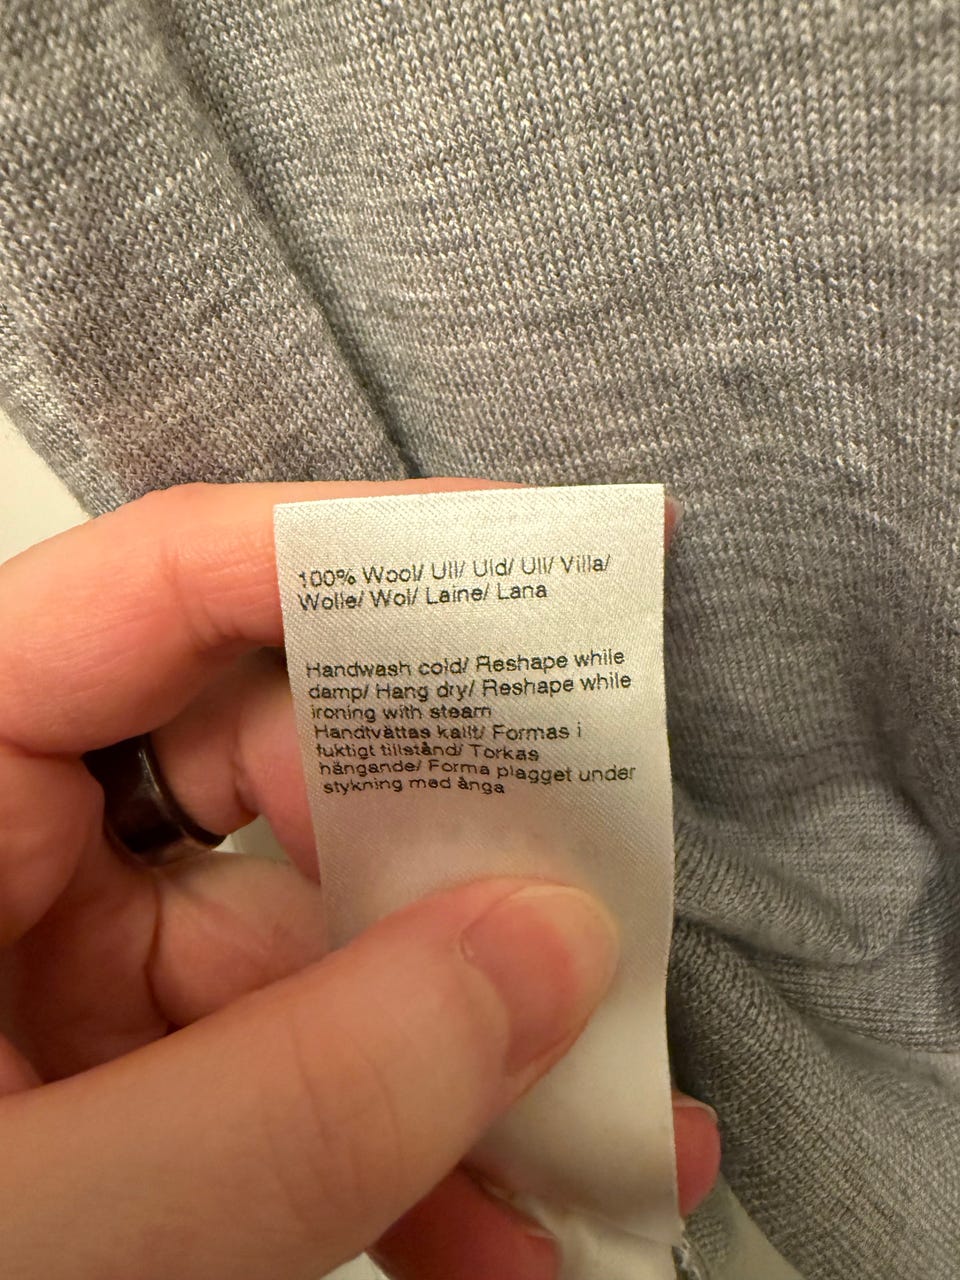 100% Wool/ Ull/ Uld/ Ull/ Villa/
Wolle/ Wol/ Laine/ Lana
Handwash cold/ Reshape while
damp/ Hang dry/ Reshape while
ironing with steam
Handtvättas kallt/ Formas i
fuktigt tillstånd/ Torkas
hängande/ Forma plagget under
stykning med ånga